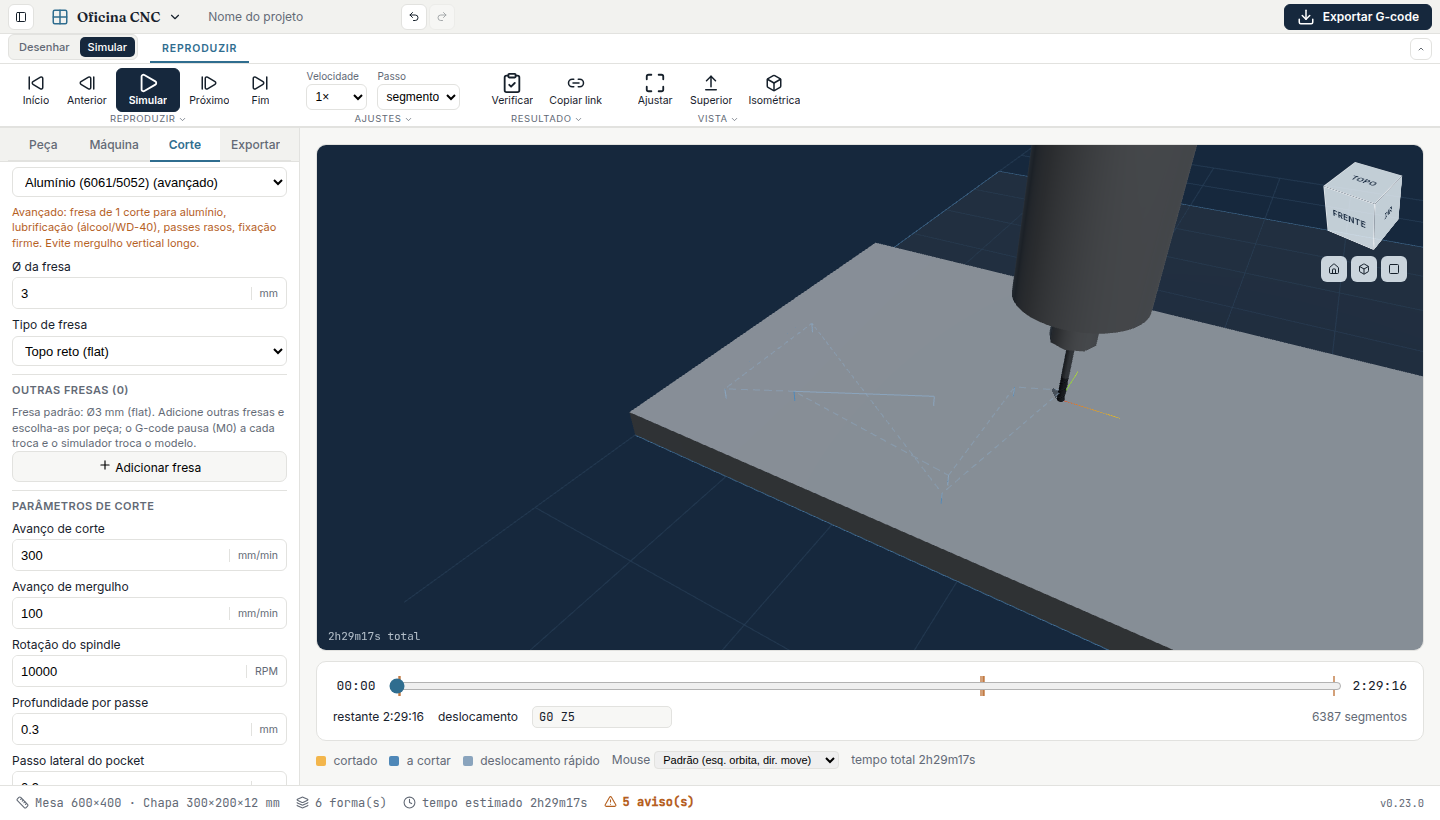 Oficina CNC
Nome do projeto
Exportar G-code
Desenhar
Simular
REPRODUZIR
Início
Anterior
Simular
Próximo
Fim
REPRODUZIR
Velocidade
1×
Passo
segmento
AJUSTES
Verificar
Copiar link
RESULTADO
Ajustar
Superior
Isométrica
VISTA
Peça
Máquina
Corte
Exportar
Alumínio (6061/5052) (avançado)
Avançado: fresa de 1 corte para alumínio,
lubrificação (álcool/WD-40), passes rasos, fixação
firme. Evite mergulho vertical longo.
Ø da fresa
3 mm
Tipo de fresa
Topo reto (flat)
OUTRAS FRESAS (0)
Fresa padrão: Ø3 mm (flat). Adicione outras fresas e
escolha-as por peça; o G-code pausa (M0) a cada
troca e o simulador troca o modelo.
Adicionar fresa
PARÂMETROS DE CORTE
Avanço de corte
300 mm/min
Avanço de mergulho
100 mm/min
Rotação do spindle
10000 RPM
Profundidade por passe
0.3 mm
Passo lateral do pocket
TOPO
FRENTE
2h29m17s total
00:00
2:29:16
restante 2:29:16 deslocamento G0 Z5 6387 segmentos
cortado a cortar deslocamento rápido Mouse Padrão (esq. orbita, dir. move) tempo total 2h29m17s
Mesa 600×400 · Chapa 300×200×12 mm 6 forma(s) tempo estimado 2h29m17s 5 aviso(s) v0.23.0